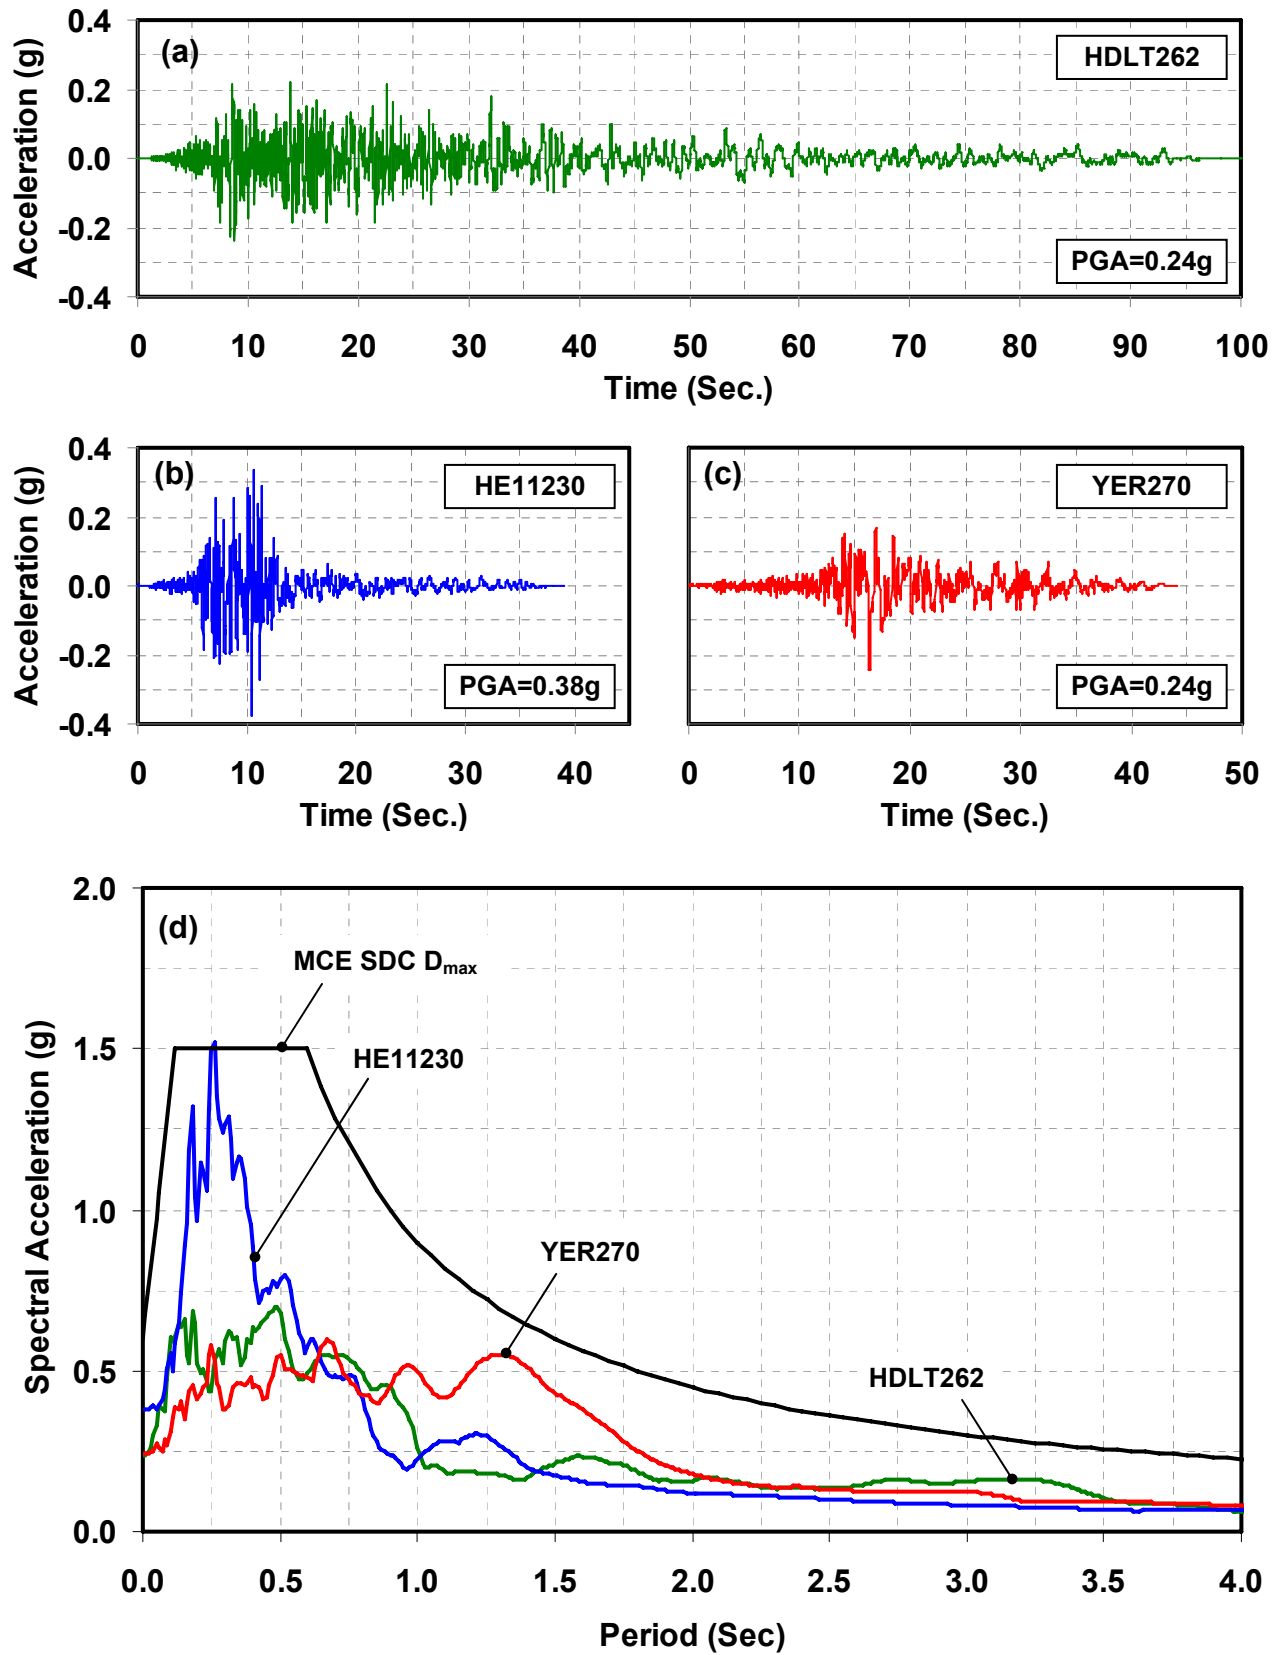 0.4
(a)
HDLT262
0.2
0.0
-0.2
PGA=0.24g
-0.4
Acceleration (g)
0 10 20 30 40 50 60 70 80 90 100
Time (Sec.)
0.4
(b)
HE11230
(c)
YER270
0.2
0.0
-0.2
PGA=0.38g
PGA=0.24g
-0.4
Acceleration (g)
0 10 20 30 40
0 10 20 30 40 50
Time (Sec.)
Time (Sec.)
2.0
(d)
MCE SDC Dmax
1.5
HE11230
1.0
YER270
0.5
HDLT262
0.0
Spectral Acceleration (g)
0.0 0.5 1.0 1.5 2.0 2.5 3.0 3.5 4.0
Period (Sec)